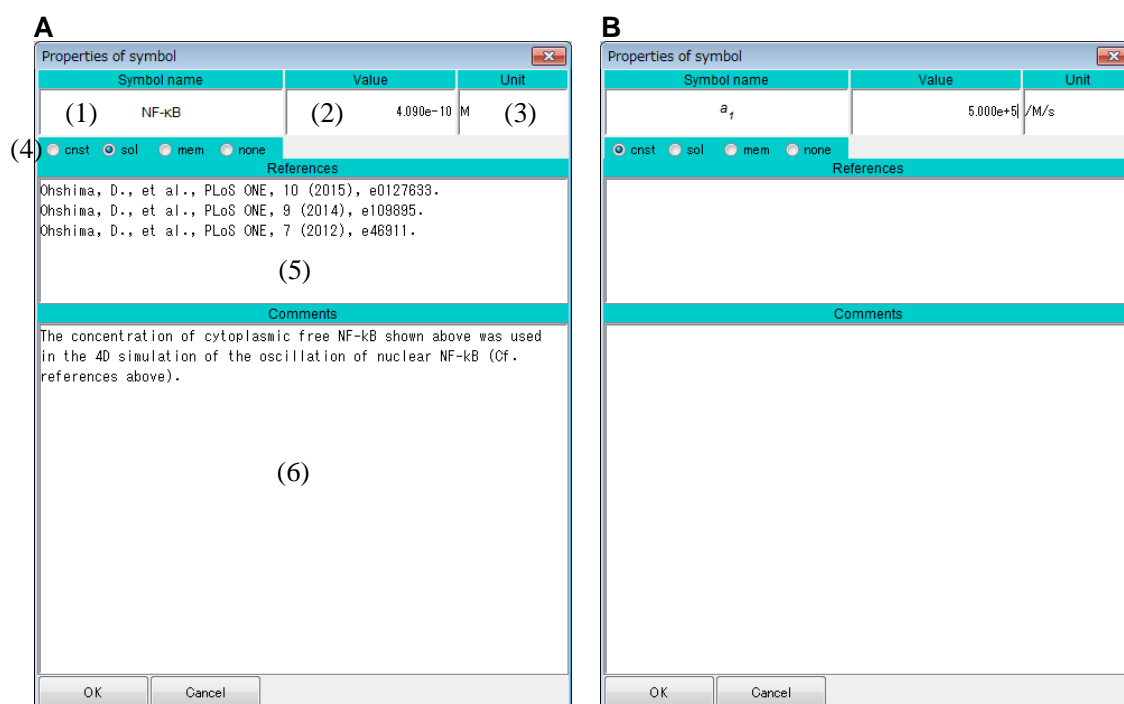 A
Properties of symbol
Symbol name Value Unit
(1) NF-κB (2) 4.090e-10 M (3)
(4) cnst sol mem none
References
Ohshima, D., et al., PLoS ONE, 10 (2015), e0127633.
Ohshima, D., et al., PLoS ONE, 9 (2014), e109895.
Ohshima, D., et al., PLoS ONE, 7 (2012), e46911.
(5)
Comments
The concentration of cytoplasmic free NF-kB shown above was used
in the 4D simulation of the oscillation of nuclear NF-kB (Cf.
references above).
(6)
OK Cancel
B
Properties of symbol
Symbol name Value Unit
a1 5.000e+5 /M/s
cnst sol mem none
References
Comments
OK Cancel